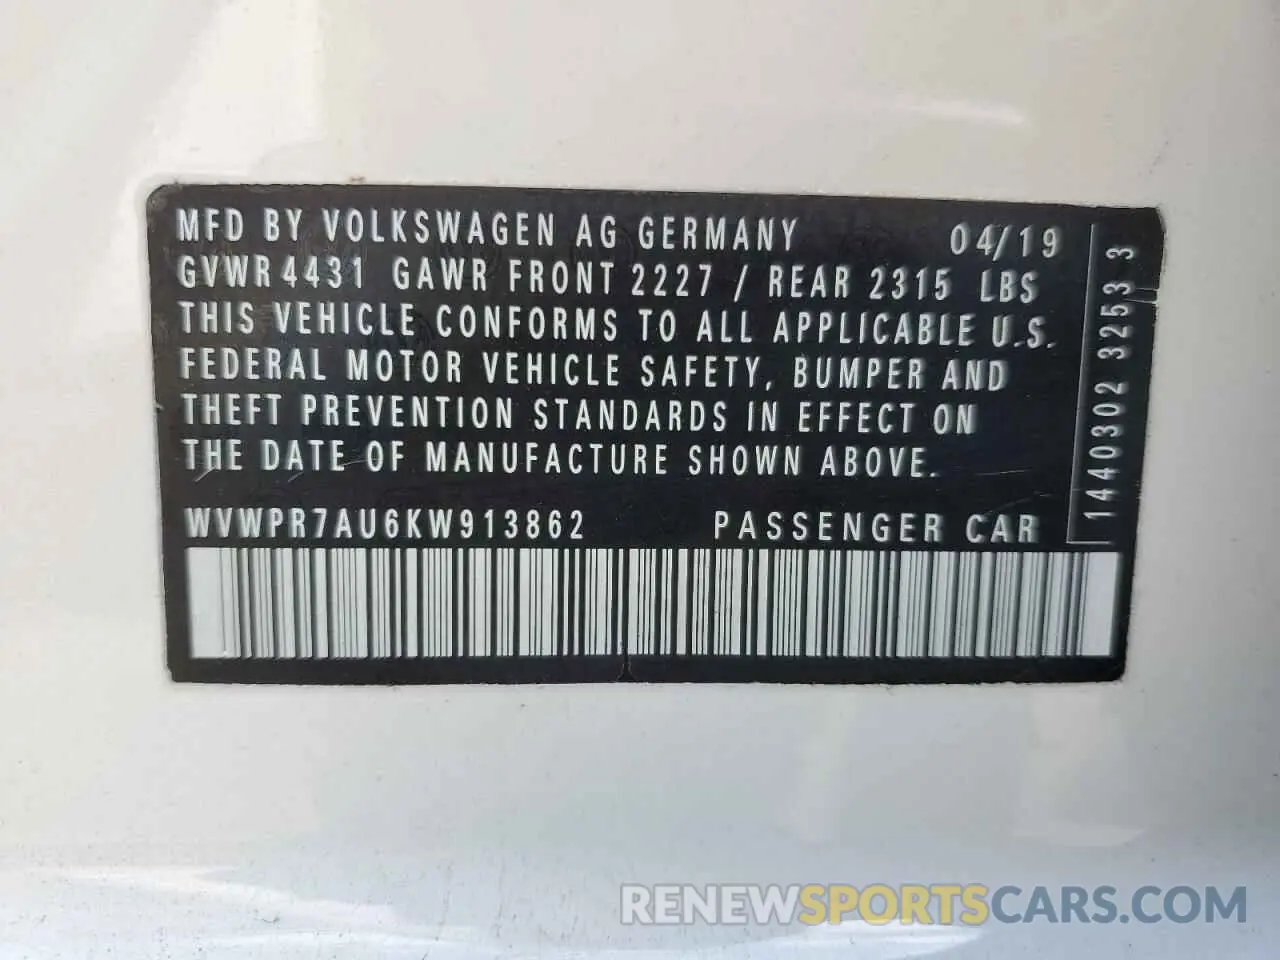 MFD BY VOLKSWAGEN AG GERMANY 04/19
GVWR 4431 GAWR FRONT 2227 / REAR 2315 LBS
THIS VEHICLE CONFORMS TO ALL APPLICABLE U.S.
FEDERAL MOTOR VEHICLE SAFETY, BUMPER AND
THEFT PREVENTION STANDARDS IN EFFECT ON
THE DATE OF MANUFACTURE SHOWN ABOVE.
WVWPR7AU6KW913862 PASSENGER CAR
1440302 3253 3
RENEWSPORTSCARS.COM